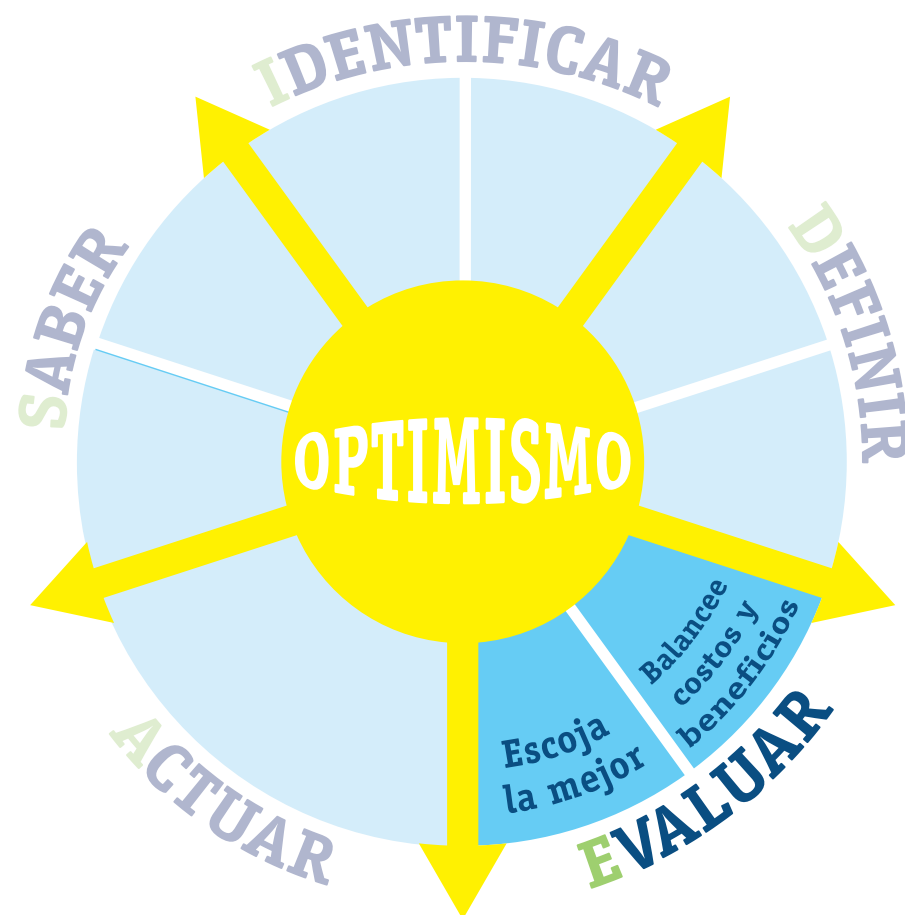 IDENTIFICAR
DEFINIR
EVALUAR
ACTUAR
SABER
OPTIMISMO
Balancee
costos y
beneficios
Escoja
la mejor